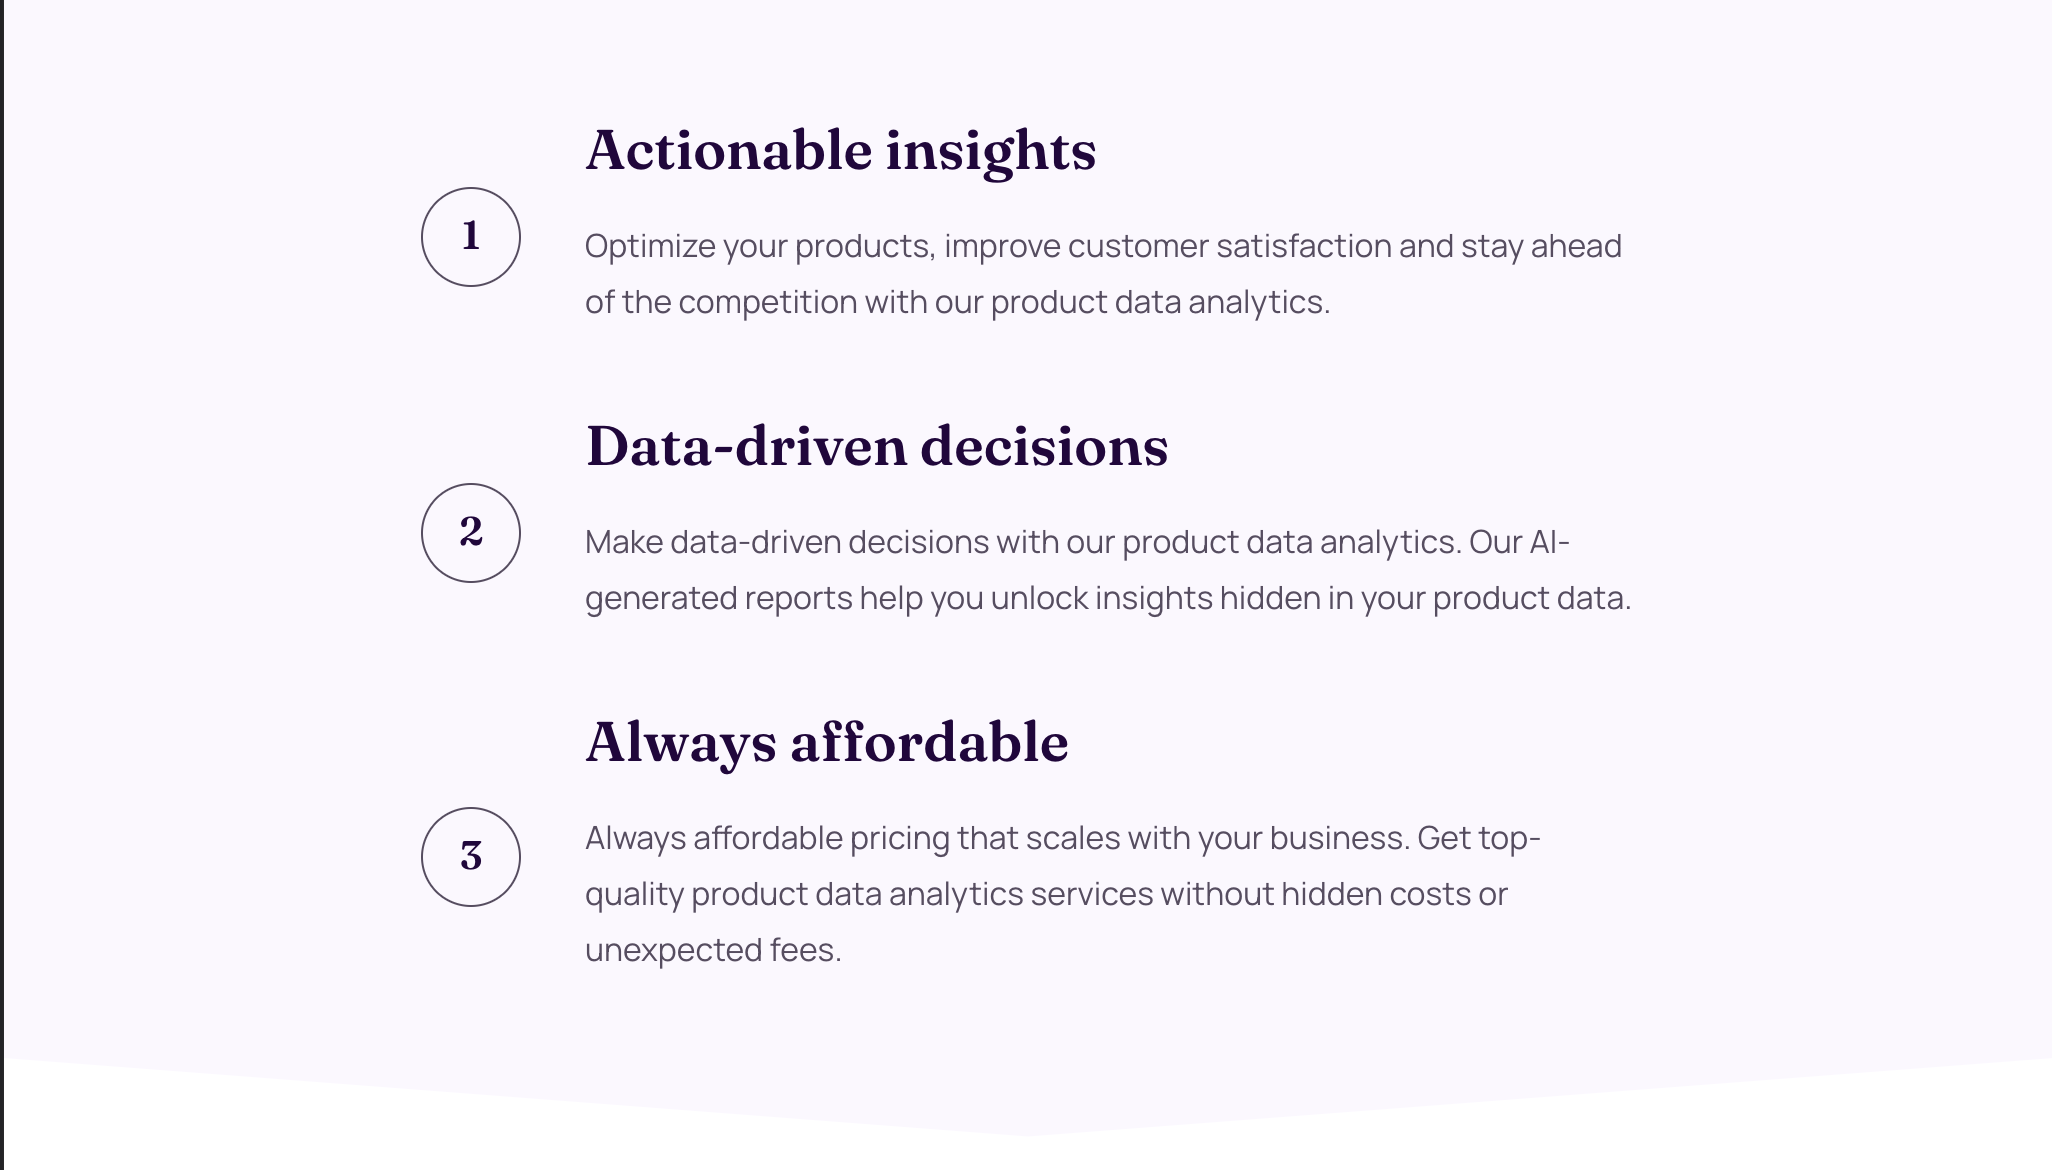 Actionable insights
1
Optimize your products, improve customer satisfaction and stay ahead
of the competition with our product data analytics.
Data-driven decisions
2
Make data-driven decisions with our product data analytics. Our AI-
generated reports help you unlock insights hidden in your product data.
Always affordable
3
Always affordable pricing that scales with your business. Get top-
quality product data analytics services without hidden costs or
unexpected fees.